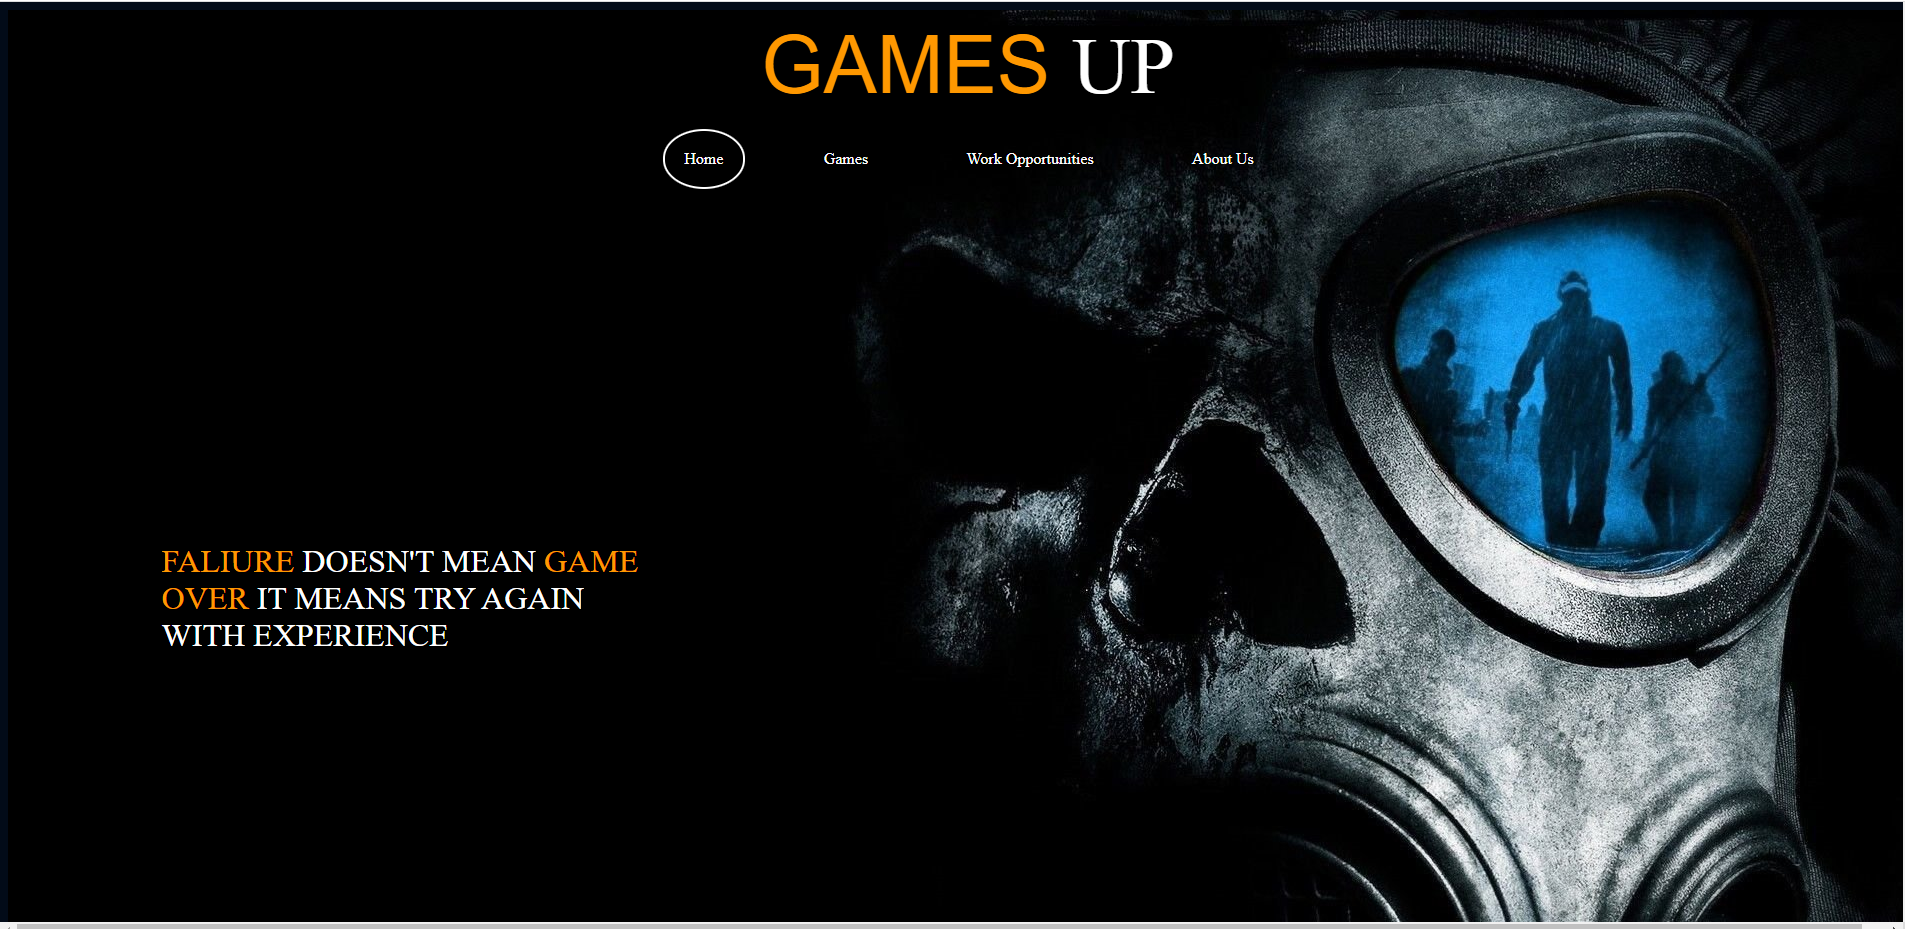 GAMES UP
Home Games Work Opportunities About Us
FALIURE DOESN'T MEAN GAME
OVER IT MEANS TRY AGAIN
WITH EXPERIENCE